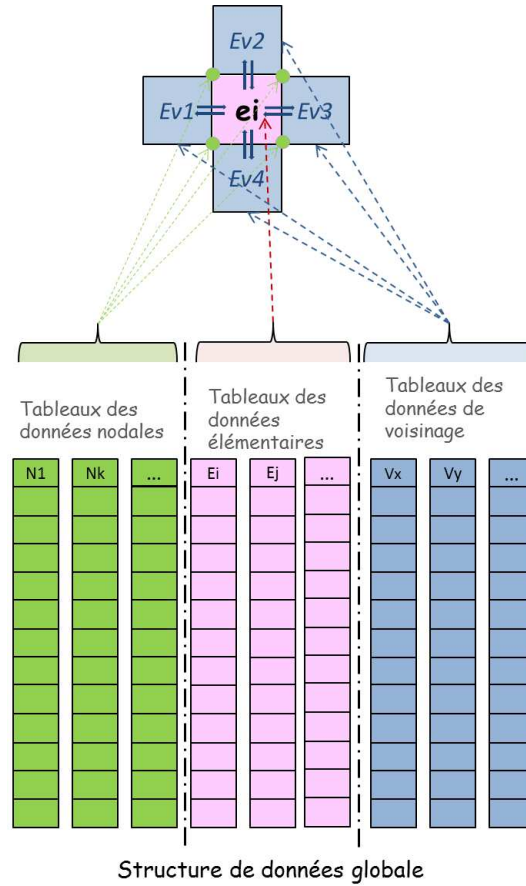 Ev2
Ev1
ei
Ev3
Ev4
Tableaux des
données nodales
Tableaux des
données
élémentaires
Tableaux des
données de
voisinage
N1 Nk ... Ei Ej ... Vx Vy ...
Structure de données globale